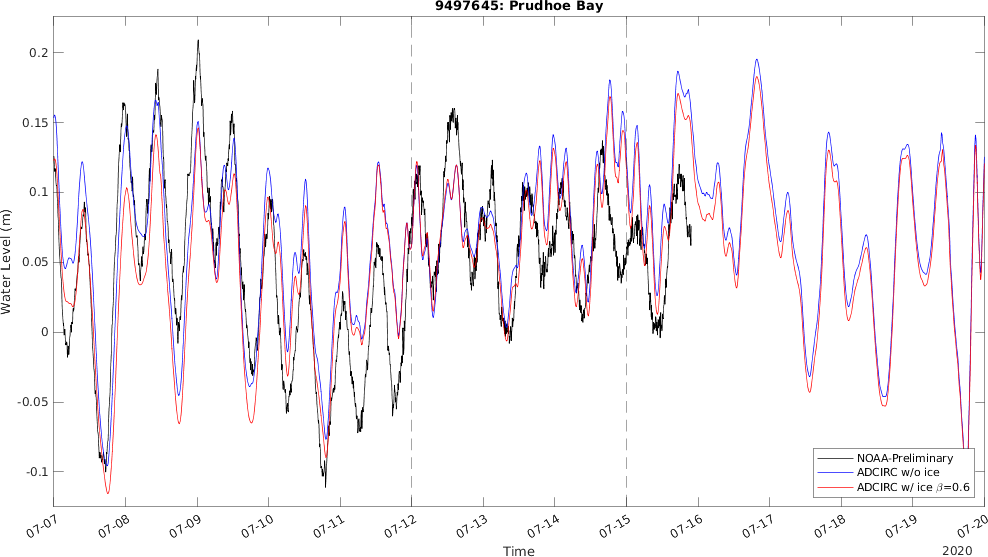 9497645: Prudhoe Bay
Water Level (m)
0.2
0.15
0.1
0.05
0
-0.05
-0.1
NOAA-Preliminary
ADCIRC w/o ice
ADCIRC w/ ice β=0.6
07-07 07-08 07-09 07-10 07-11 07-12 07-13 07-14 07-15 07-16 07-17 07-18 07-19 07-20
Time
2020